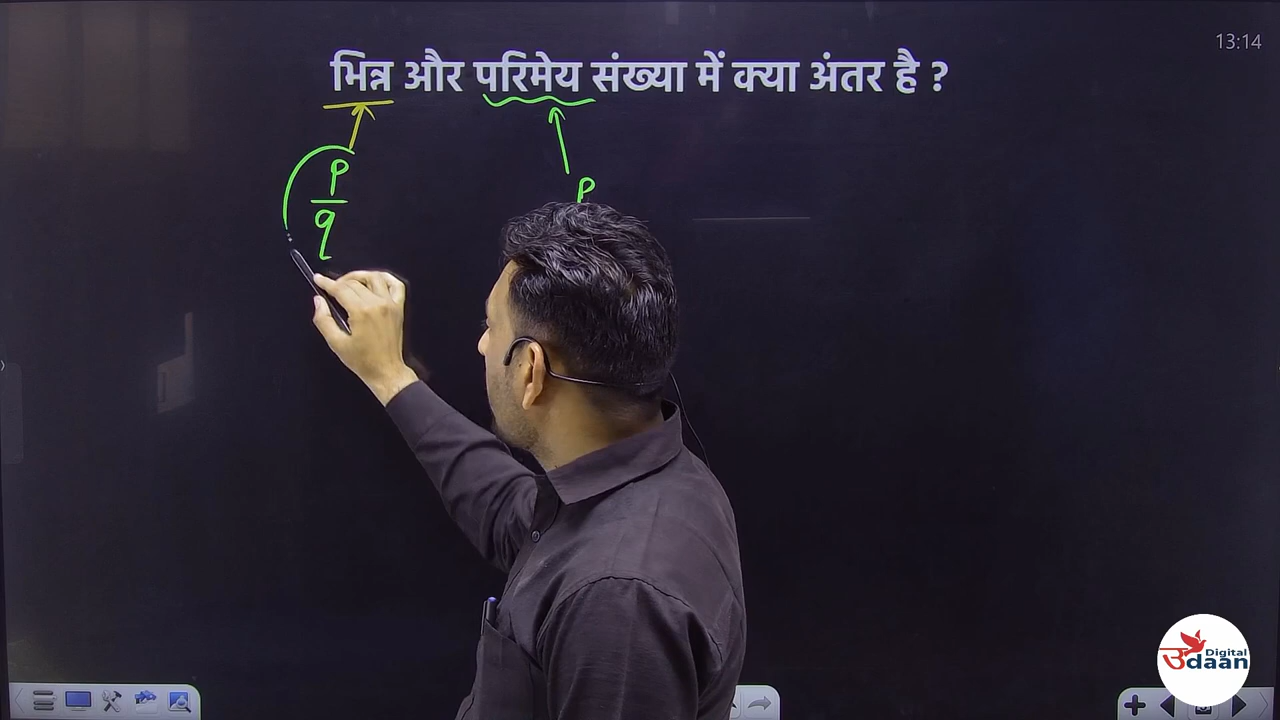 13:14
भिन्न और परिमेय संख्या में क्या अंतर है ?
P
P
q
Digital
उdaan